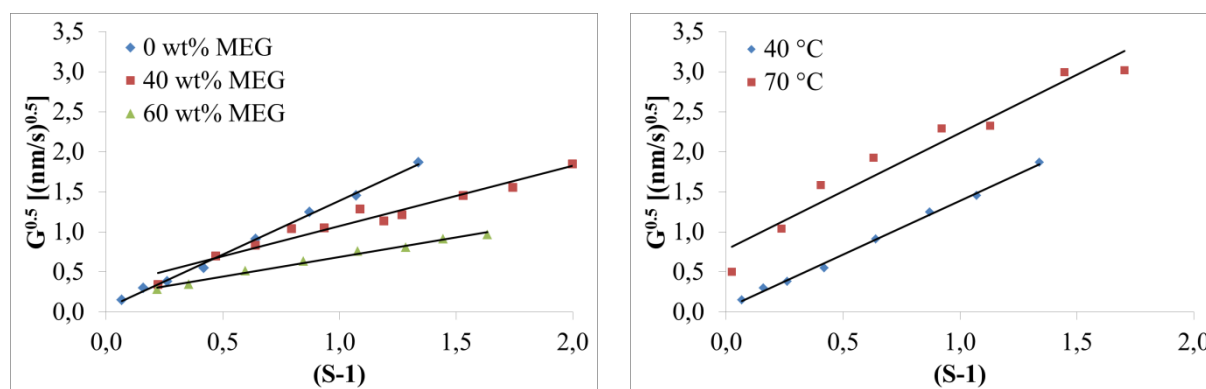 3,5
3,0
2,5
2,0
1,5
1,0
0,5
0,0
G^0.5 [(nm/s)^0.5]
0 wt% MEG
40 wt% MEG
60 wt% MEG
0,0 0,5 1,0 1,5 2,0
(S-1)
3,5
3,0
2,5
2,0
1,5
1,0
0,5
0,0
G^0.5 [(nm/s)^0.5]
40 °C
70 °C
0,0 0,5 1,0 1,5 2,0
(S-1)